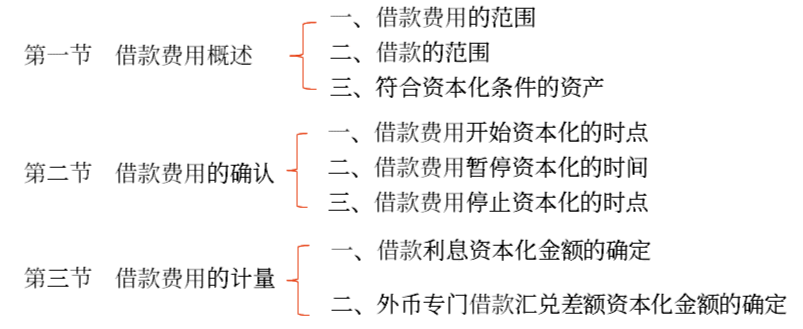 第一节 借款费用概述
一、借款费用的范围
二、借款的范围
三、符合资本化条件的资产
第二节 借款费用的确认
一、借款费用开始资本化的时点
二、借款费用暂停资本化的时间
三、借款费用停止资本化的时点
第三节 借款费用的计量
一、借款利息资本化金额的确定
二、外币专门借款汇兑差额资本化金额的确定